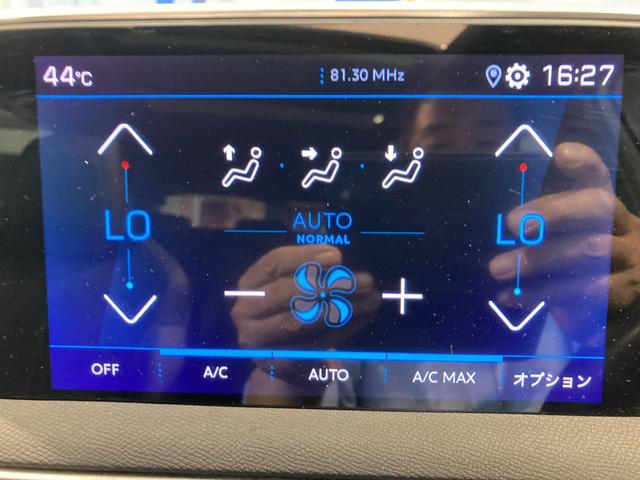 44°C 81.30 MHz 16:27
LO AUTO LO
NORMAL
OFF A/C AUTO A/C MAX オプション